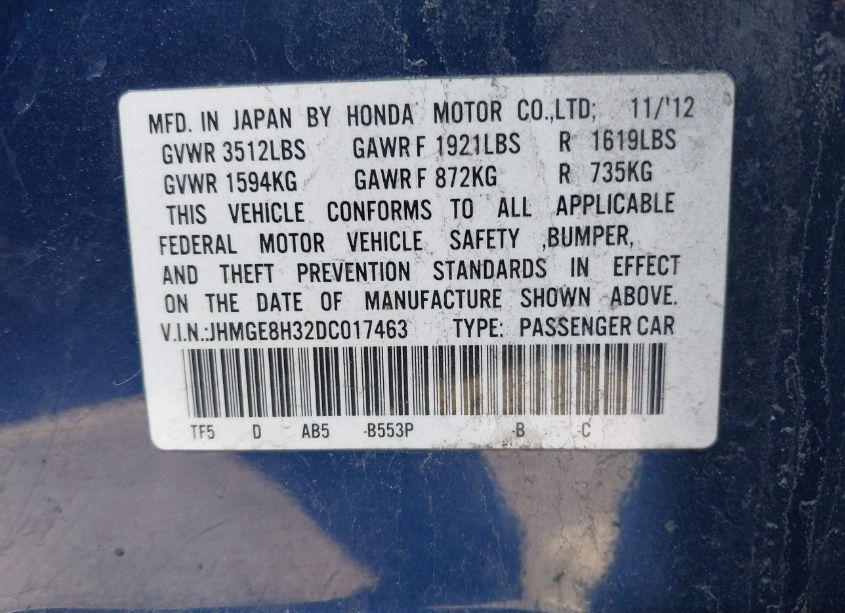 MFD. IN JAPAN BY HONDA MOTOR CO.,LTD; 11/'12
GVWR 3512LBS GAWR F 1921LBS R 1619LBS
GVWR 1594KG GAWR F 872KG R 735KG
THIS VEHICLE CONFORMS TO ALL APPLICABLE
FEDERAL MOTOR VEHICLE SAFETY ,BUMPER,
AND THEFT PREVENTION STANDARDS IN EFFECT
ON THE DATE OF MANUFACTURE SHOWN ABOVE.
V.I.N.:JHMGE8H32DC017463 TYPE: PASSENGER CAR
TF5 D AB5 -B553P -B -C